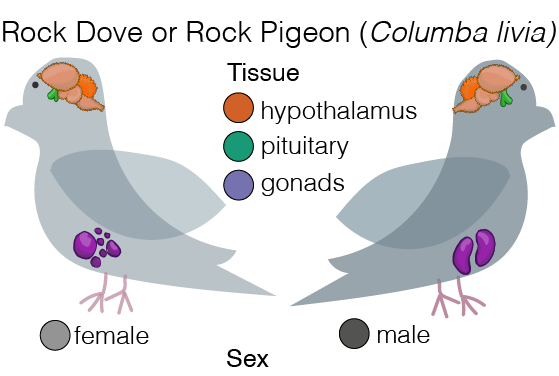 Rock Dove or Rock Pigeon (Columba livia)
Tissue
hypothalamus
pituitary
gonads
female
male
Sex